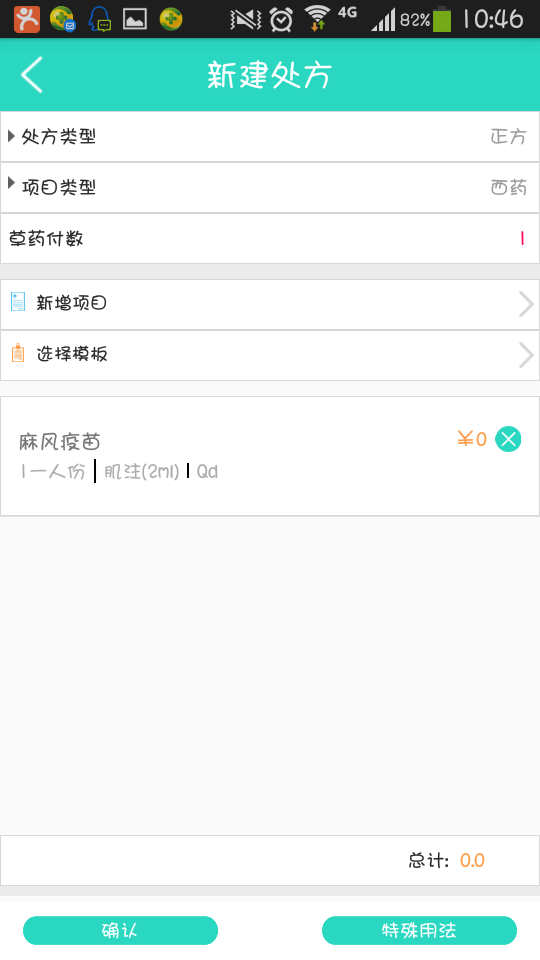 4G 82% 10:46
新建处方
处方类型 正方
项目类型 西药
草药付数 1
新增项目
选择模板
麻风疫苗 ¥0
1一人份 | 肌注(2ml) | Qd
总计: 0.0
确认 特殊用法